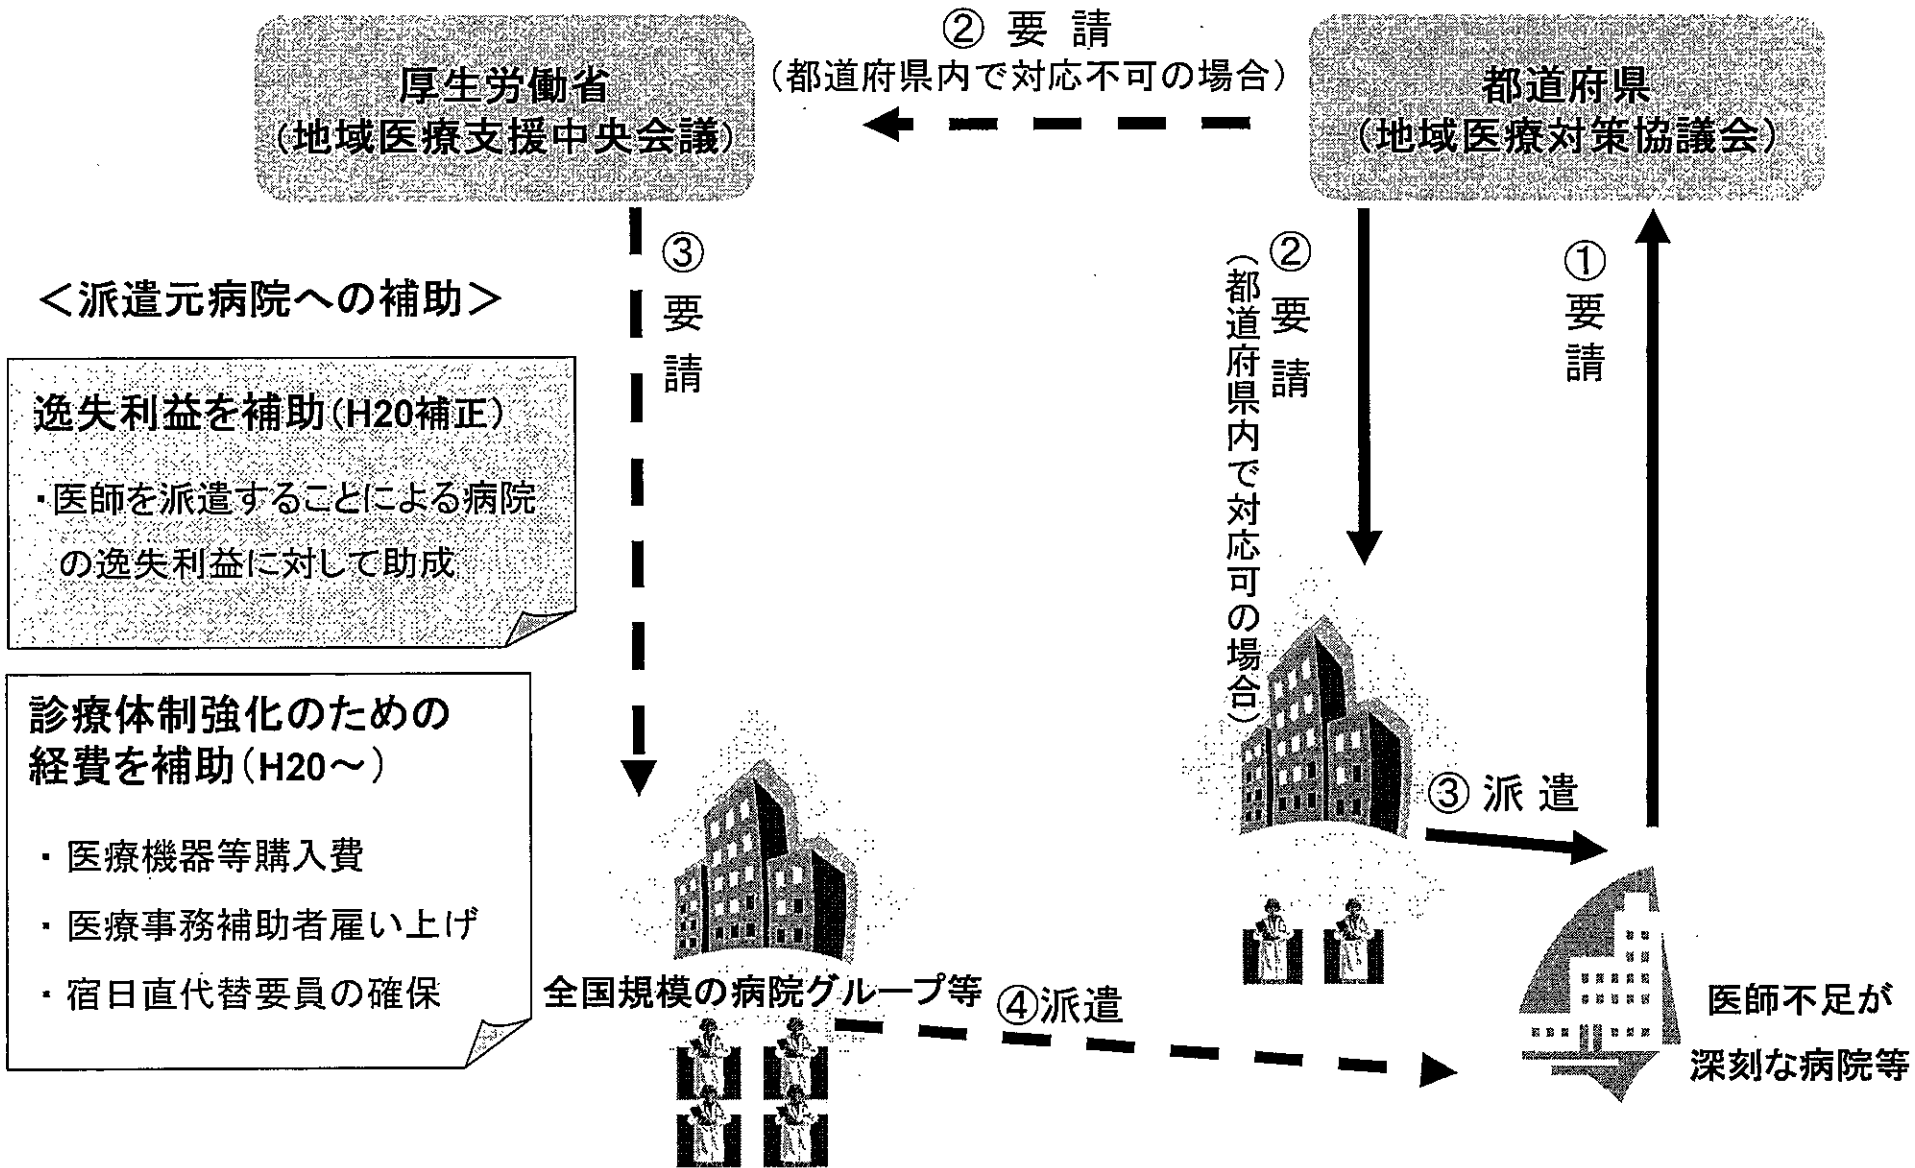 ② 要 請
(都道府県内で対応不可の場合)
厚生労働省
(地域医療支援中央会議)
都道府県
(地域医療対策協議会)
③要請
②要請
(都道府県内で対応可の場合)
①要請
<派遣元病院への補助>
逸失利益を補助(H20補正)
・医師を派遣することによる病院
の逸失利益に対して助成
診療体制強化のための
経費を補助(H20~)
・医療機器等購入費
・医療事務補助者雇い上げ
・宿日直代替要員の確保
③ 派 遣
全国規模の病院グループ等
④派遣
医師不足が
深刻な病院等